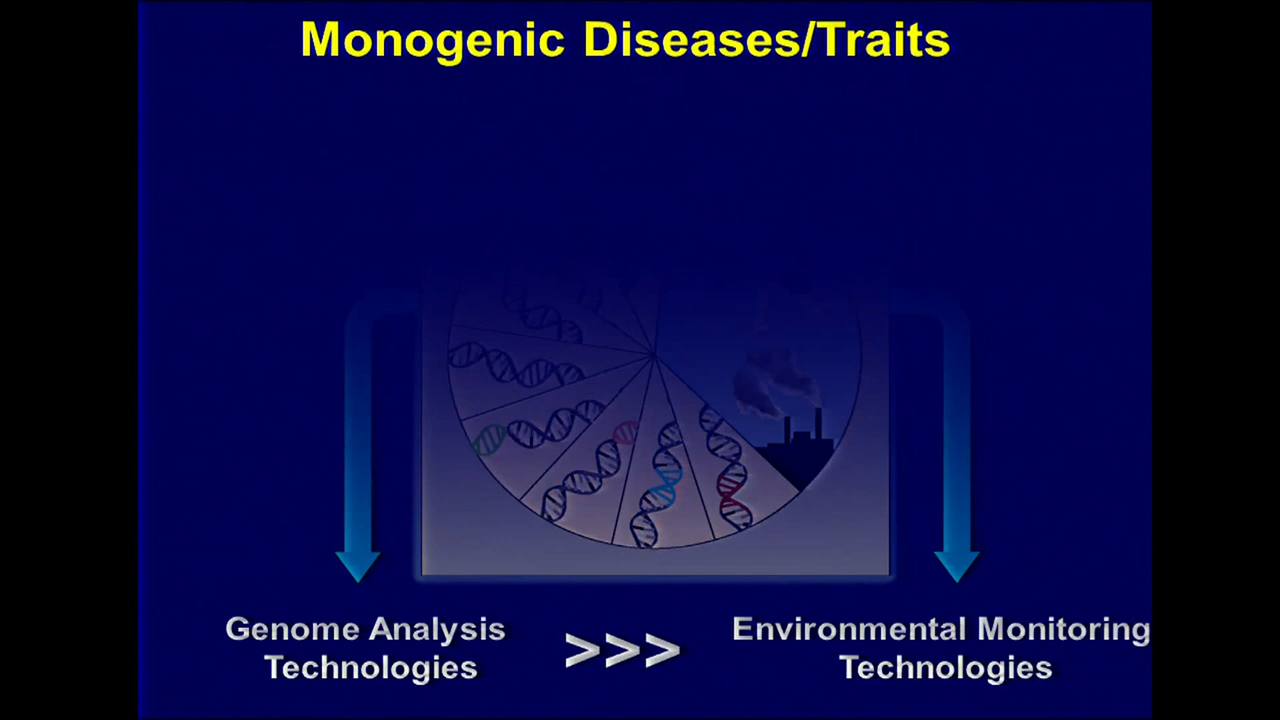 Monogenic Diseases/Traits
Genome Analysis
Technologies
>>>
Environmental Monitoring
Technologies